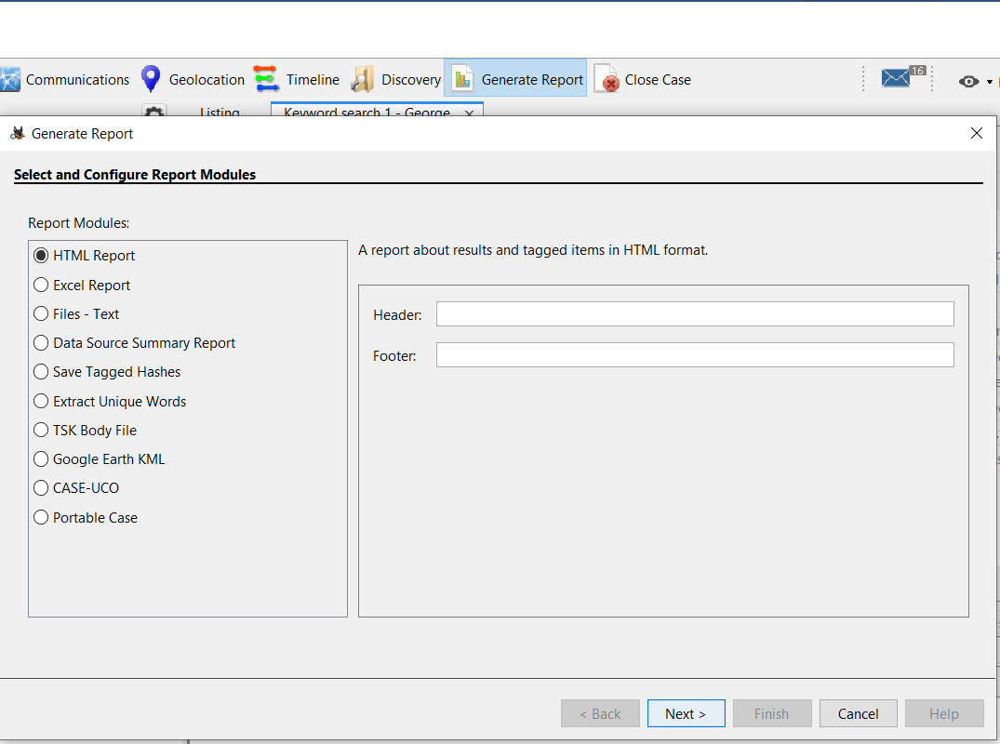 Communications Geolocation Timeline Discovery Generate Report Close Case 16
Listing Keyword search 1 - George
Generate Report
Select and Configure Report Modules
Report Modules:
HTML Report
Excel Report
Files - Text
Data Source Summary Report
Save Tagged Hashes
Extract Unique Words
TSK Body File
Google Earth KML
CASE-UCO
Portable Case
A report about results and tagged items in HTML format.
Header:
Footer:
< Back Next > Finish Cancel Help